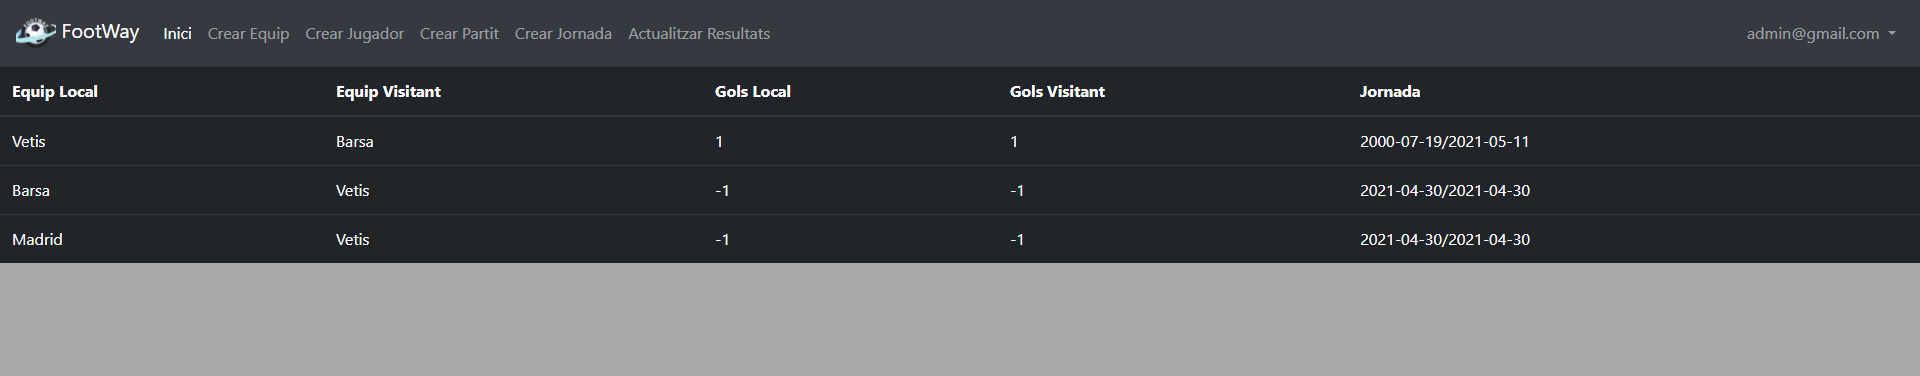 FootWay Inici Crear Equip Crear Jugador Crear Partit Crear Jornada Actualitzar Resultats admin@gmail.com
Equip Local Equip Visitant Gols Local Gols Visitant Jornada
Vetis Barsa 1 1 2000-07-19/2021-05-11
Barsa Vetis -1 -1 2021-04-30/2021-04-30
Madrid Vetis -1 -1 2021-04-30/2021-04-30